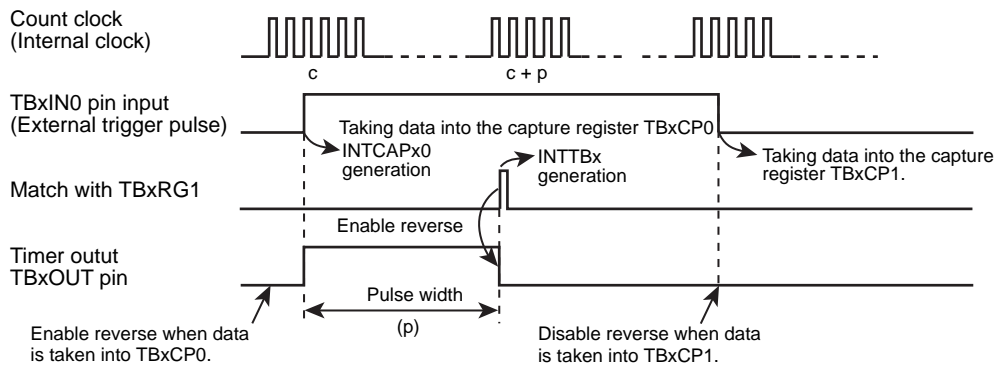 Count clock
(Internal clock)
c
c + p
TBxIN0 pin input
(External trigger pulse)
Taking data into the capture register TBxCP0
INTCAPx0
generation
INTTBx
generation
Taking data into the capture
register TBxCP1.
Match with TBxRG1
Enable reverse
Timer outut
TBxOUT pin
Pulse width
(p)
Enable reverse when data
is taken into TBxCP0.
Disable reverse when data
is taken into TBxCP1.